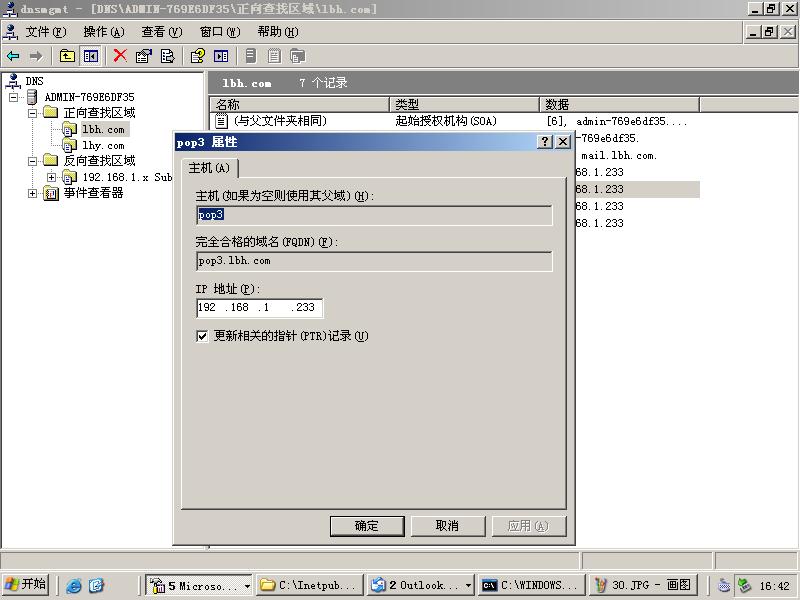 dnsmgmt - [DNS\ADMIN-769E6DF35\正向查找区域\lbh.com]
文件(F) 操作(A) 查看(V) 窗口(W) 帮助(H)
DNS
ADMIN-769E6DF35
正向查找区域
lbh.com
lhy.com
反向查找区域
192.168.1.x Sub
事件查看器
lbh.com 7 个记录
名称 类型 数据
(与父文件夹相同) 起始授权机构(SOA) [6], admin-769e6df35....
-769e6df35.
mail.lbh.com.
68.1.233
68.1.233
68.1.233
68.1.233
pop3 属性
主机(A)
主机(如果为空则使用其父域)(H):
pop3
完全合格的域名(FQDN)(F):
pop3.lbh.com
IP 地址(P):
192 .168 .1 .233
更新相关的指针(PTR)记录(U)
确定 取消 应用(A)
开始 5 Microso... C:\Inetpub... 2 Outlook... C:\WINDOWS... 30.JPG - 画图 16:42